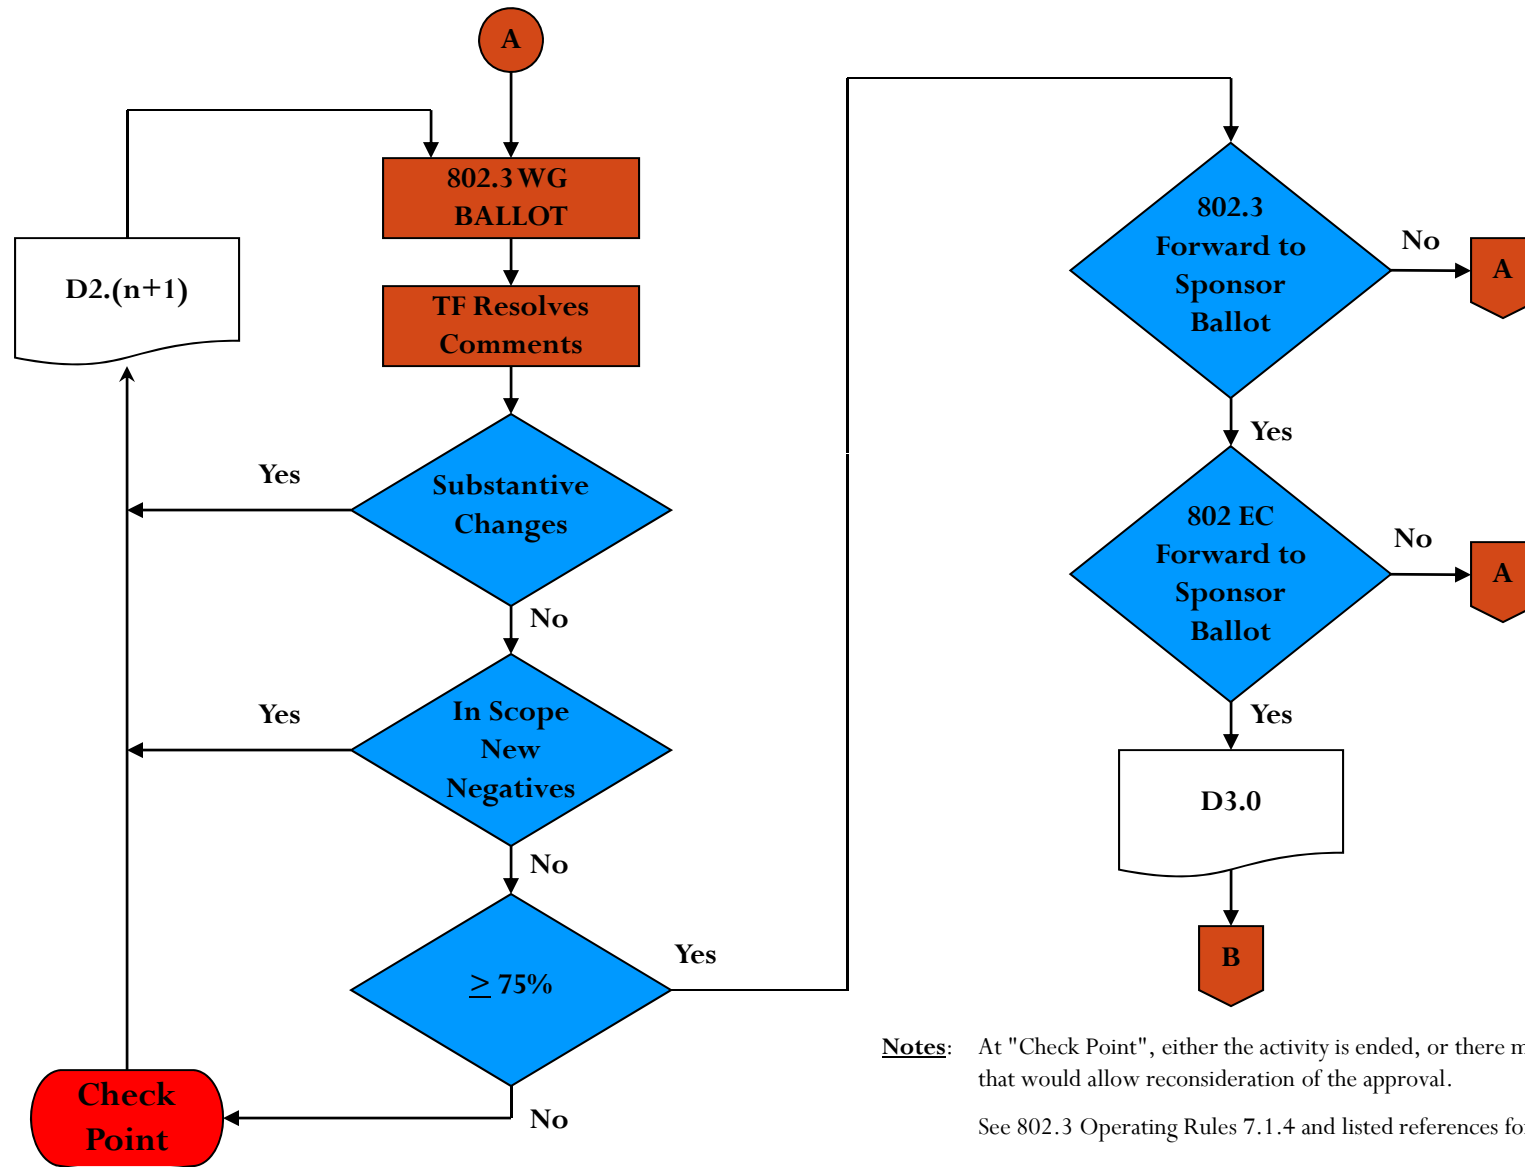 A
802.3 WG
BALLOT
D2.(n+1)
TF Resolves
Comments
Yes
Substantive
Changes
No
Yes
In Scope
New
Negatives
No
≥ 75%
Yes
No
Check
Point
802.3
Forward to
Sponsor
Ballot
No
A
Yes
802 EC
Forward to
Sponsor
Ballot
No
A
Yes
D3.0
B
Notes: At "Check Point", either the activity is ended, or there
that would allow reconsideration of the approval.
See 802.3 Operating Rules 7.1.4 and listed references